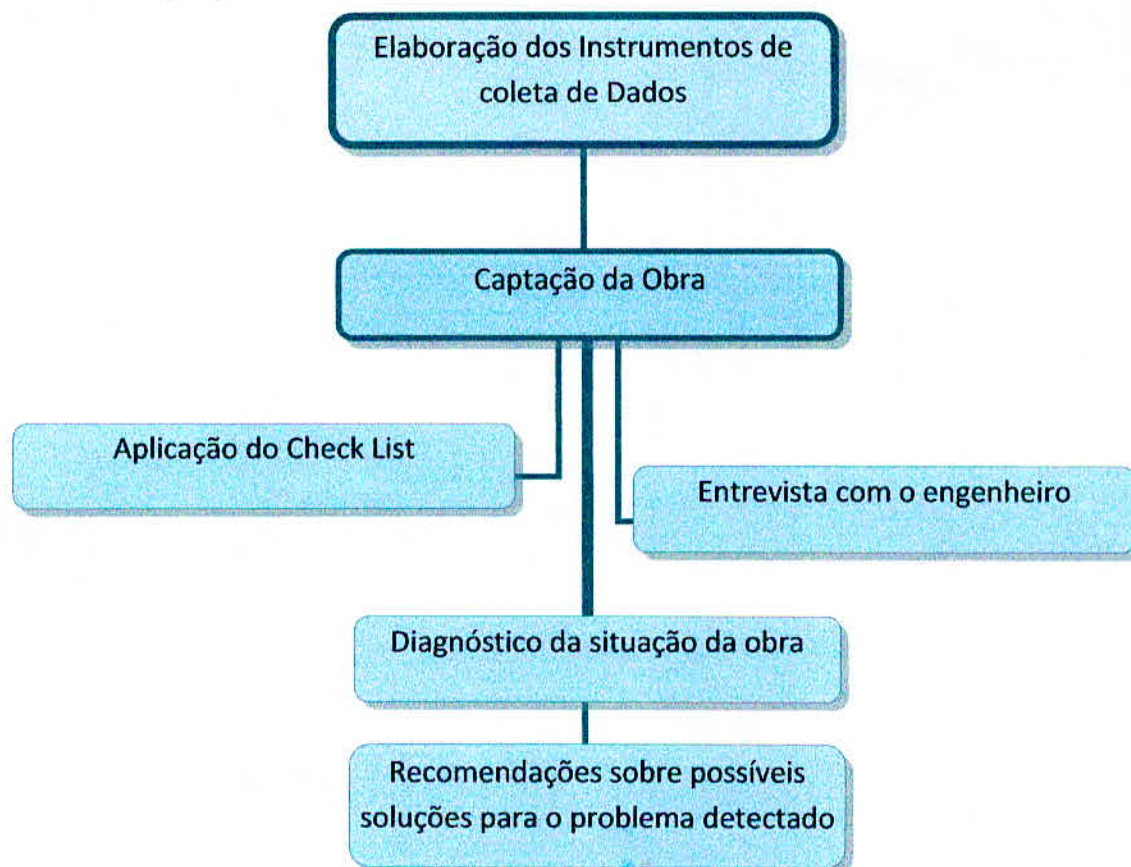 Elaboração dos Instrumentos de
coleta de Dados
Captação da Obra
Aplicação do Check List
Entrevista com o engenheiro
Diagnóstico da situação da obra
Recomendações sobre possíveis
soluções para o problema detectado